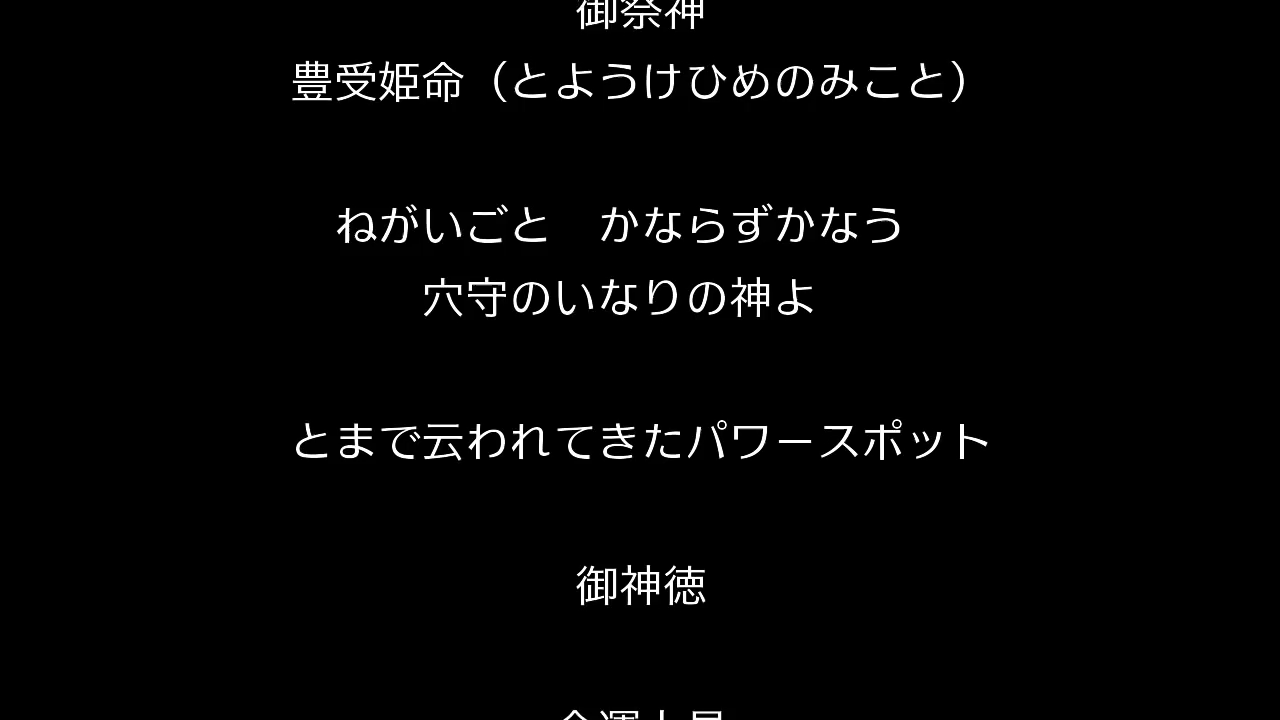 御祭神
豊受姫命（とようけひめのみこと）
ねがいごと　かならずかなう
穴守のいなりの神よ
とまで云われてきたパワースポット
御神徳